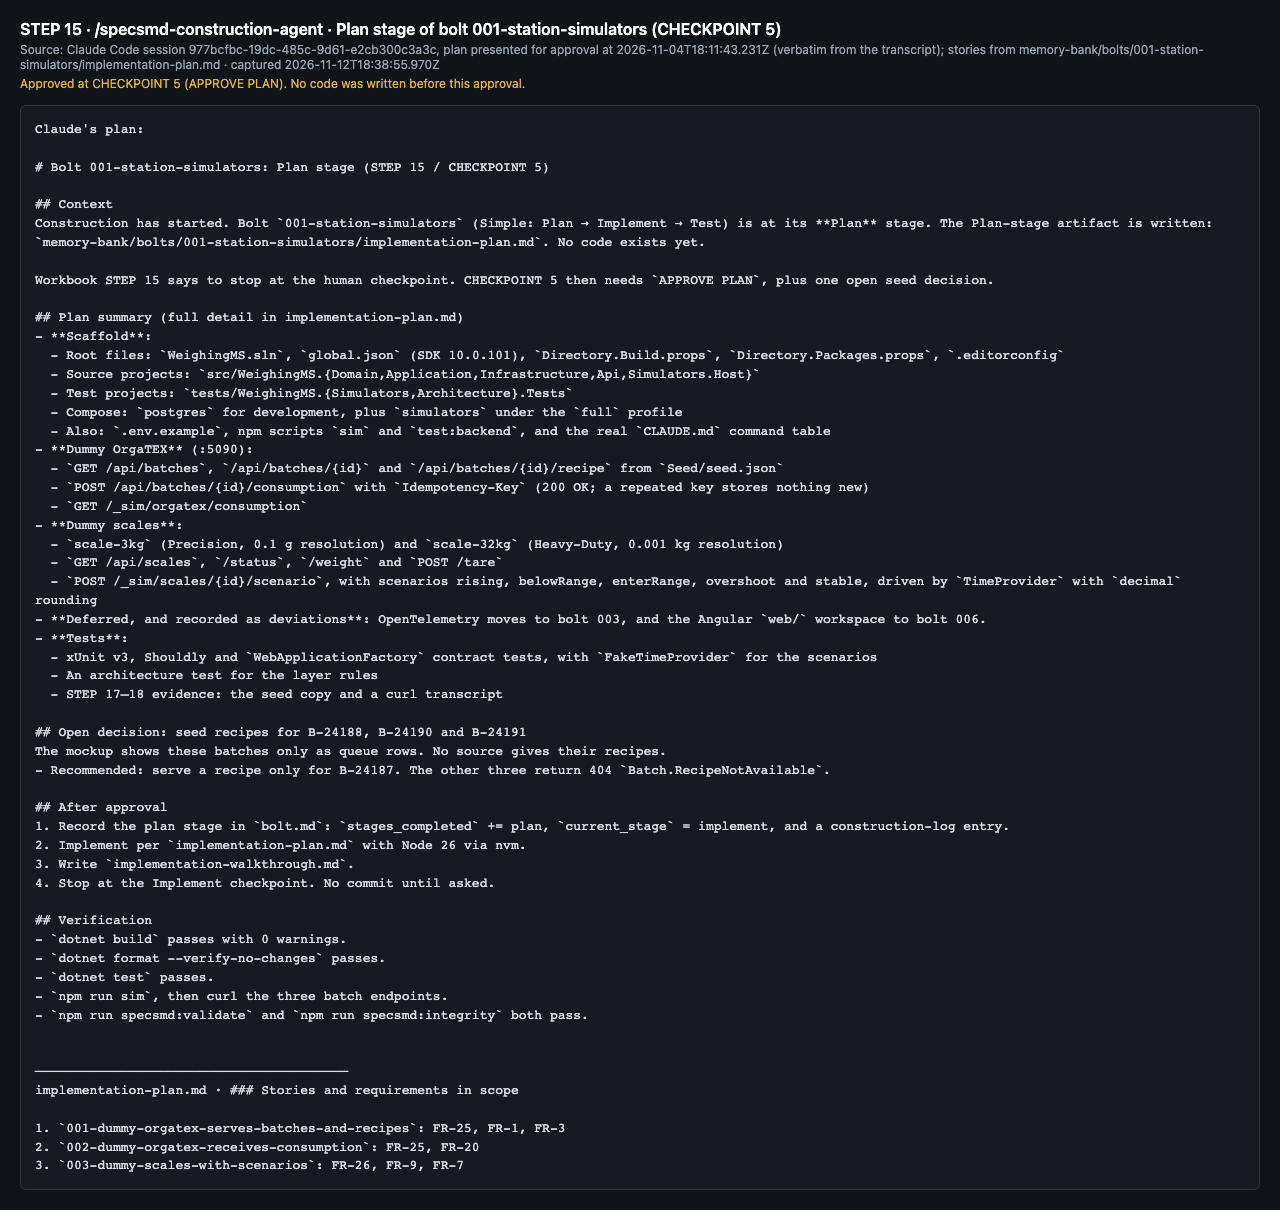 STEP 15 · /specsmd-construction-agent · Plan stage of bolt 001-station-simulators (CHECKPOINT 5)
Source: Claude Code session 977bcfbc-19dc-485c-9d61-e2cb300c3a3c, plan presented for approval at 2026-11-04T18:11:43.231Z (verbatim from the transcript); stories from memory-bank/bolts/001-station-
simulators/implementation-plan.md · captured 2026-11-12T18:38:55.970Z
Approved at CHECKPOINT 5 (APPROVE PLAN). No code was written before this approval.
Claude's plan:
# Bolt 001-station-simulators: Plan stage (STEP 15 / CHECKPOINT 5)
## Context
Construction has started. Bolt `001-station-simulators` (Simple: Plan → Implement → Test) is at its **Plan** stage. The Plan-stage artifact is written:
`memory-bank/bolts/001-station-simulators/implementation-plan.md`. No code exists yet.
Workbook STEP 15 says to stop at the human checkpoint. CHECKPOINT 5 then needs `APPROVE PLAN`, plus one open seed decision.
## Plan summary (full detail in implementation-plan.md)
- **Scaffold**:
  - Root files: `WeighingMS.sln`, `global.json` (SDK 10.0.101), `Directory.Build.props`, `Directory.Packages.props`, `.editorconfig`
  - Source projects: `src/WeighingMS.{Domain,Application,Infrastructure,Api,Simulators.Host}`
  - Test projects: `tests/WeighingMS.{Simulators,Architecture}.Tests`
  - Compose: `postgres` for development, plus `simulators` under the `full` profile
  - Also: `.env.example`, npm scripts `sim` and `test:backend`, and the real `CLAUDE.md` command table
- **Dummy OrgaTEX** (:5090):
  - `GET /api/batches`, `/api/batches/{id}` and `/api/batches/{id}/recipe` from `Seed/seed.json`
  - `POST /api/batches/{id}/consumption` with `Idempotency-Key` (200 OK; a repeated key stores nothing new)
  - `GET /_sim/orgatex/consumption`
- **Dummy scales**:
  - `scale-3kg` (Precision, 0.1 g resolution) and `scale-32kg` (Heavy-Duty, 0.001 kg resolution)
  - `GET /api/scales`, `/status`, `/weight` and `POST /tare`
  - `POST /_sim/scales/{id}/scenario`, with scenarios rising, belowRange, enterRange, overshoot and stable, driven by `TimeProvider` with `decimal`
rounding
- **Deferred, and recorded as deviations**: OpenTelemetry moves to bolt 003, and the Angular `web/` workspace to bolt 006.
- **Tests**:
  - xUnit v3, Shouldly and `WebApplicationFactory` contract tests, with `FakeTimeProvider` for the scenarios
  - An architecture test for the layer rules
  - STEP 17–18 evidence: the seed copy and a curl transcript
## Open decision: seed recipes for B-24188, B-24190 and B-24191
The mockup shows these batches only as queue rows. No source gives their recipes.
- Recommended: serve a recipe only for B-24187. The other three return 404 `Batch.RecipeNotAvailable`.
## After approval
1. Record the plan stage in `bolt.md`: `stages_completed` += plan, `current_stage` = implement, and a construction-log entry.
2. Implement per `implementation-plan.md` with Node 26 via nvm.
3. Write `implementation-walkthrough.md`.
4. Stop at the Implement checkpoint. No commit until asked.
## Verification
- `dotnet build` passes with 0 warnings.
- `dotnet format --verify-no-changes` passes.
- `dotnet test` passes.
- `npm run sim`, then curl the three batch endpoints.
- `npm run specsmd:validate` and `npm run specsmd:integrity` both pass.
implementation-plan.md · ### Stories and requirements in scope
1. `001-dummy-orgatex-serves-batches-and-recipes`: FR-25, FR-1, FR-3
2. `002-dummy-orgatex-receives-consumption`: FR-25, FR-20
3. `003-dummy-scales-with-scenarios`: FR-26, FR-9, FR-7